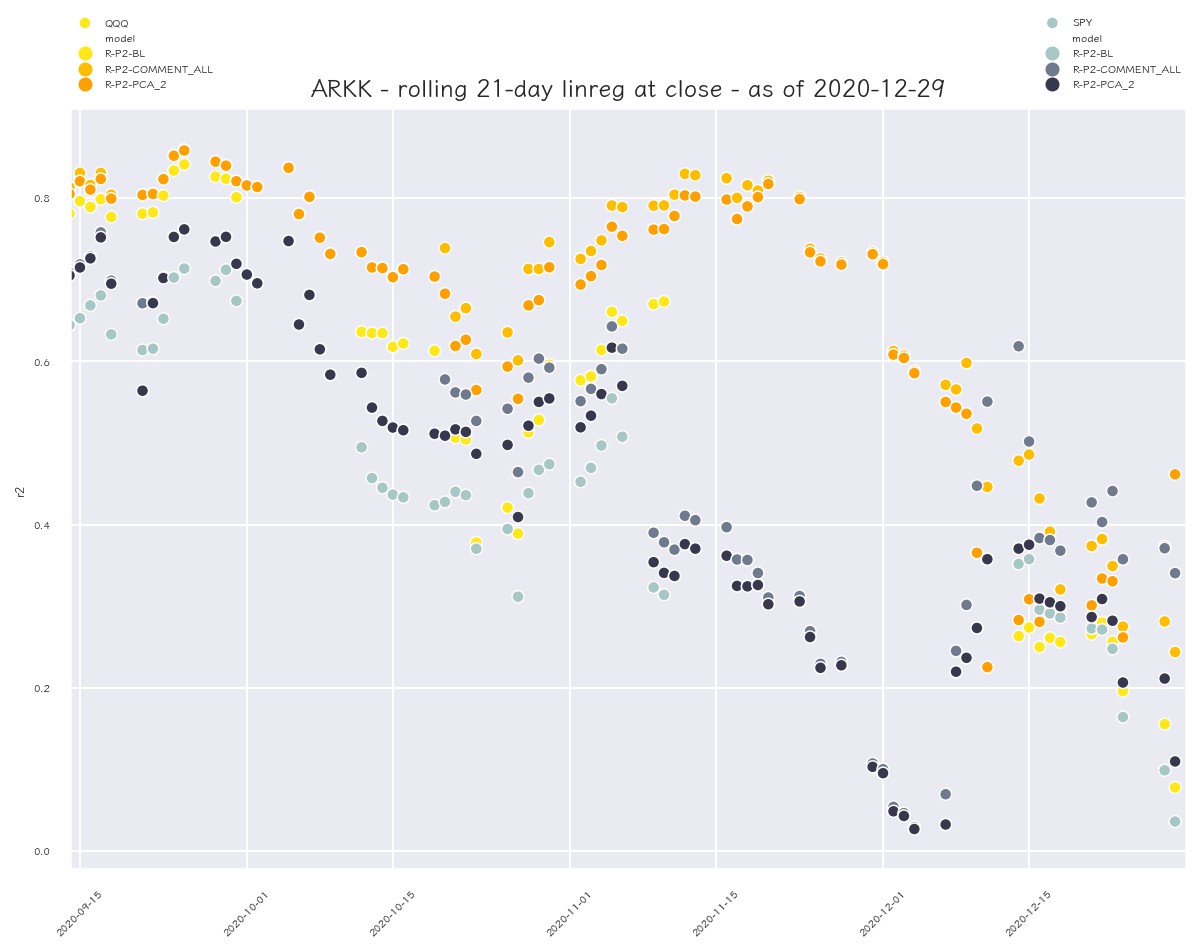 QQQ
model
R-P2-BL
R-P2-COMMENT_ALL
R-P2-PCA_2
SPY
model
R-P2-BL
R-P2-COMMENT_ALL
R-P2-PCA_2
ARKK - rolling 21-day linreg at close - as of 2020-12-29
r2
0.8
0.6
0.4
0.2
0.0
2020-09-15
2020-10-01
2020-10-15
2020-11-01
2020-11-15
2020-12-01
2020-12-15